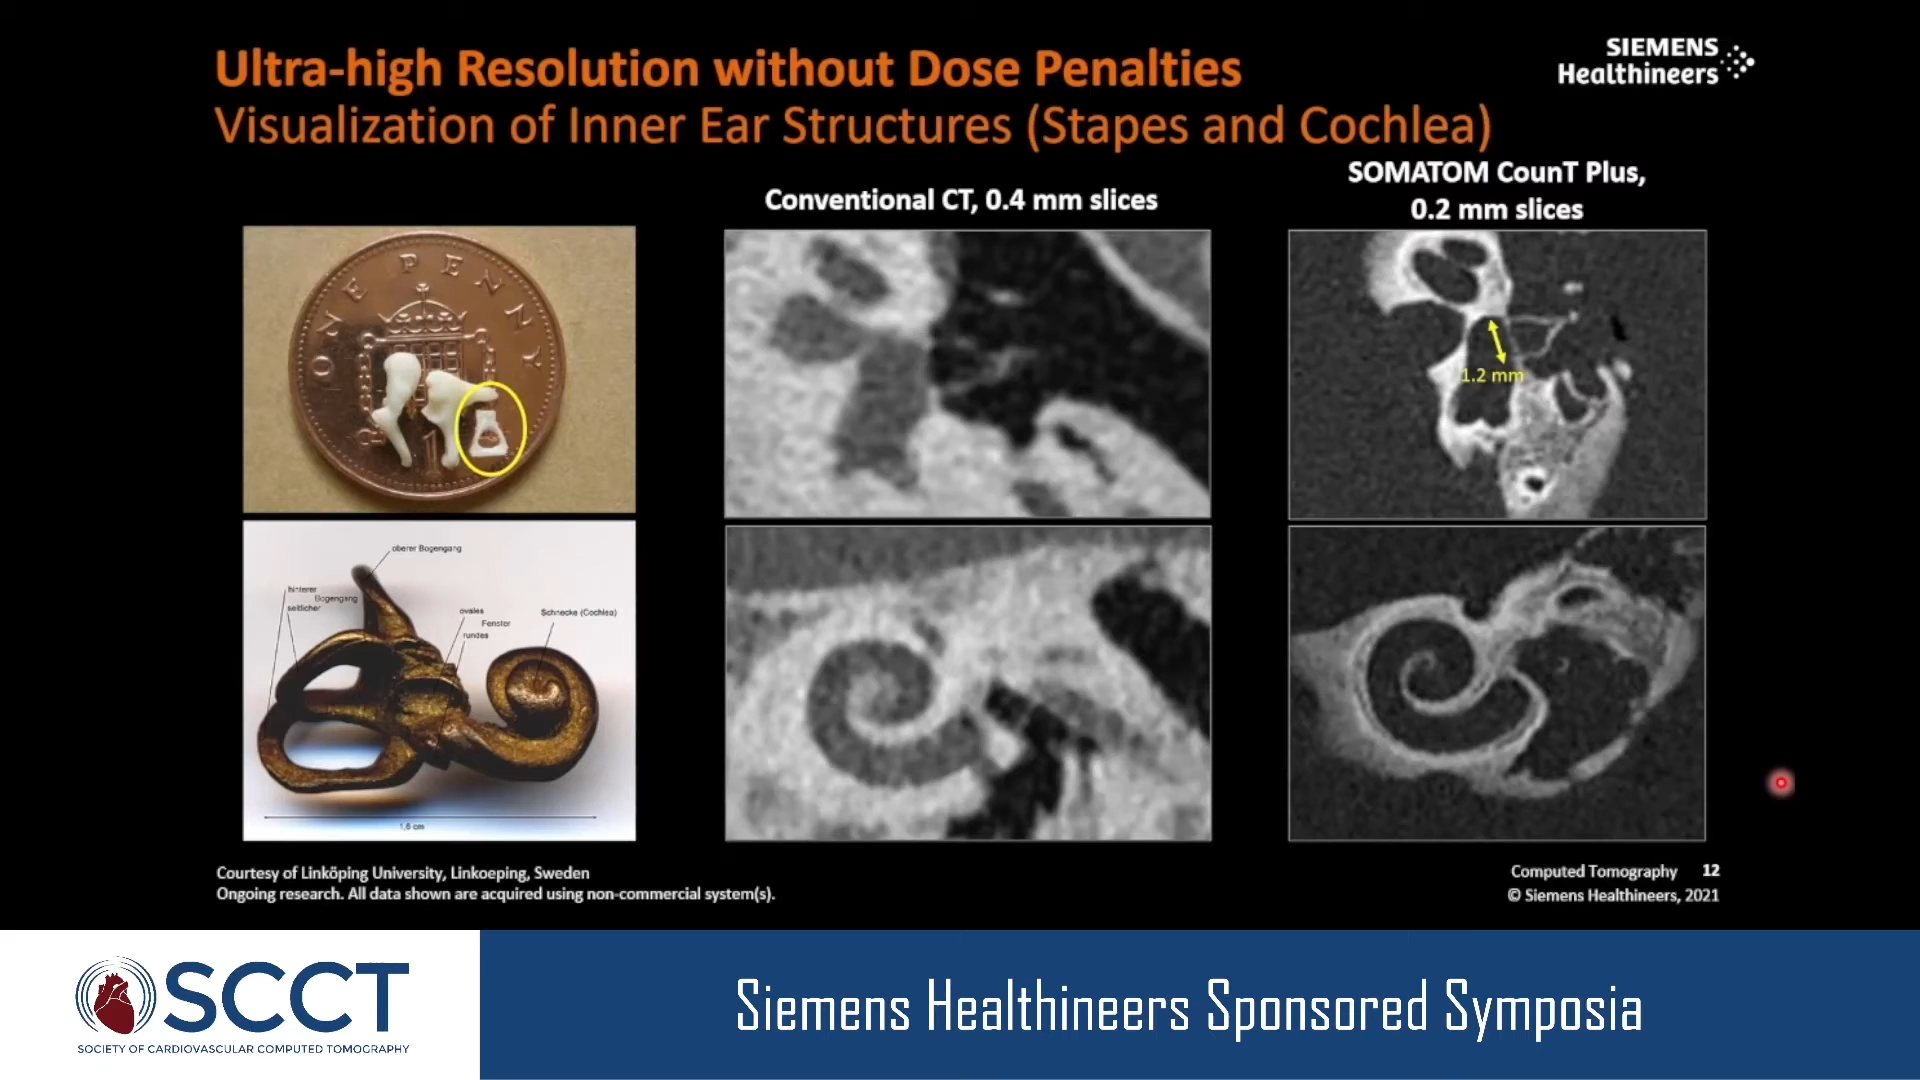 Ultra-high Resolution without Dose Penalties
Visualization of Inner Ear Structures (Stapes and Cochlea)
SIEMENS
Healthineers
Conventional CT, 0.4 mm slices
SOMATOM CounT Plus,
0.2 mm slices
ONE PENNY
1
1.2 mm
oberer Bogengang
hinterer
Bogengang
seitlicher
ovales
Fenster
rundes
Schnecke (Cochlea)
1,6 cm
Courtesy of Linköping University, Linkoeping, Sweden
Ongoing research. All data shown are acquired using non-commercial system(s).
Computed Tomography 12
© Siemens Healthineers, 2021
SCCT
SOCIETY OF CARDIOVASCULAR COMPUTED TOMOGRAPHY
Siemens Healthineers Sponsored Symposia